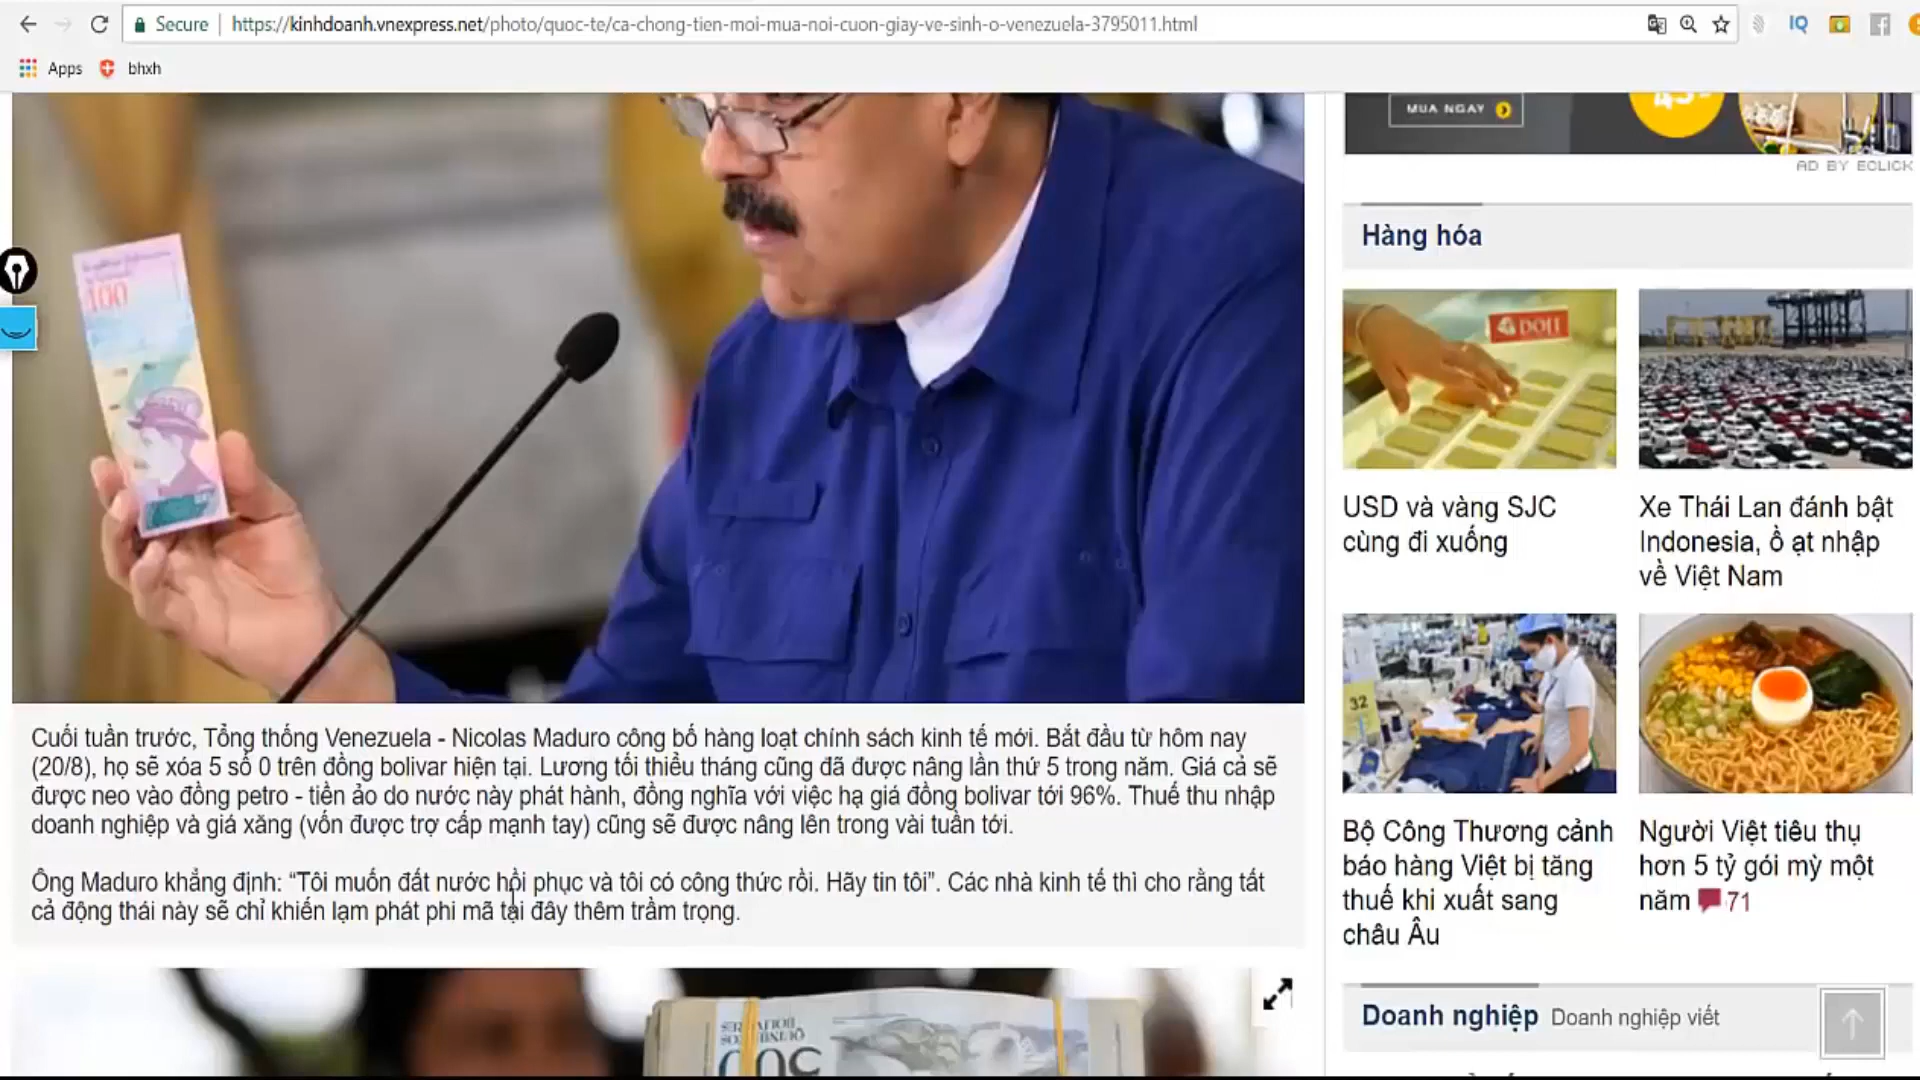 Secure
https://kinhdoanh.vnexpress.net/photo/quoc-te/ca-chong-tien-moi-mua-noi-cuon-giay-ve-sinh-o-venezuela-3795011.html
IQ
Apps
bhxh
MUA NGAY
AD BY ECLICK
100
Cuối tuần trước, Tổng thống Venezuela - Nicolas Maduro công bố hàng loạt chính sách kinh tế mới. Bắt đầu từ hôm nay
(20/8), họ sẽ xóa 5 số 0 trên đồng bolivar hiện tại. Lương tối thiểu tháng cũng đã được nâng lần thứ 5 trong năm. Giá cả sẽ
được neo vào đồng petro - tiền ảo do nước này phát hành, đồng nghĩa với việc hạ giá đồng bolivar tới 96%. Thuế thu nhập
doanh nghiệp và giá xăng (vốn được trợ cấp mạnh tay) cũng sẽ được nâng lên trong vài tuần tới.
Ông Maduro khẳng định: “Tôi muốn đất nước hồi phục và tôi có công thức rồi. Hãy tin tôi”. Các nhà kinh tế thì cho rằng tất
cả động thái này sẽ chỉ khiến lạm phát phi mã tại đây thêm trầm trọng.
Hàng hóa
DOJI
USD và vàng SJC
cùng đi xuống
Xe Thái Lan đánh bật
Indonesia, ồ ạt nhập
về Việt Nam
32
Bộ Công Thương cảnh
báo hàng Việt bị tăng
thuế khi xuất sang
châu Âu
Người Việt tiêu thụ
hơn 5 tỷ gói mỳ một
năm 71
Doanh nghiệp Doanh nghiệp viết